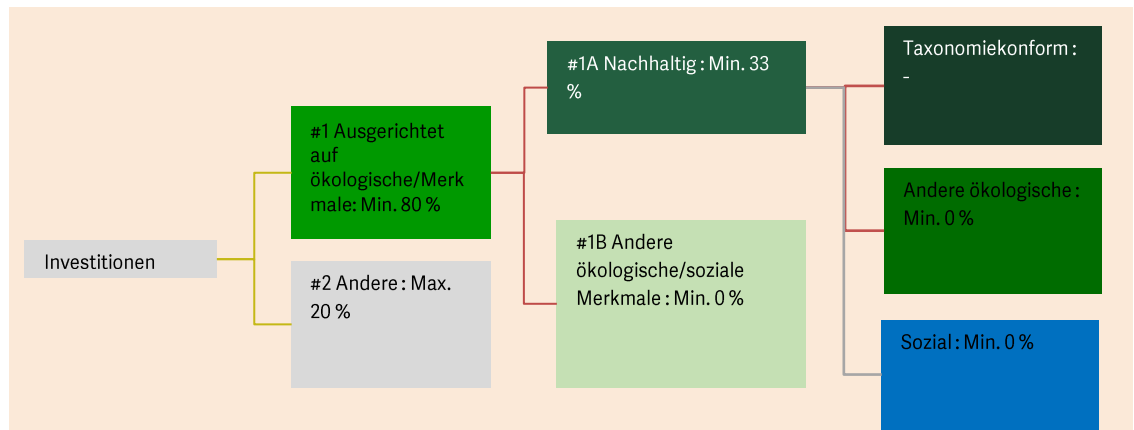 Investitionen
#1 Ausgerichtet
auf
ökologische/Merk
male: Min. 80 %
#2 Andere : Max.
20 %
#1A Nachhaltig : Min. 33
%
#1B Andere
ökologische/soziale
Merkmale : Min. 0 %
Taxonomiekonform :
-
Andere ökologische :
Min. 0 %
Sozial : Min. 0 %